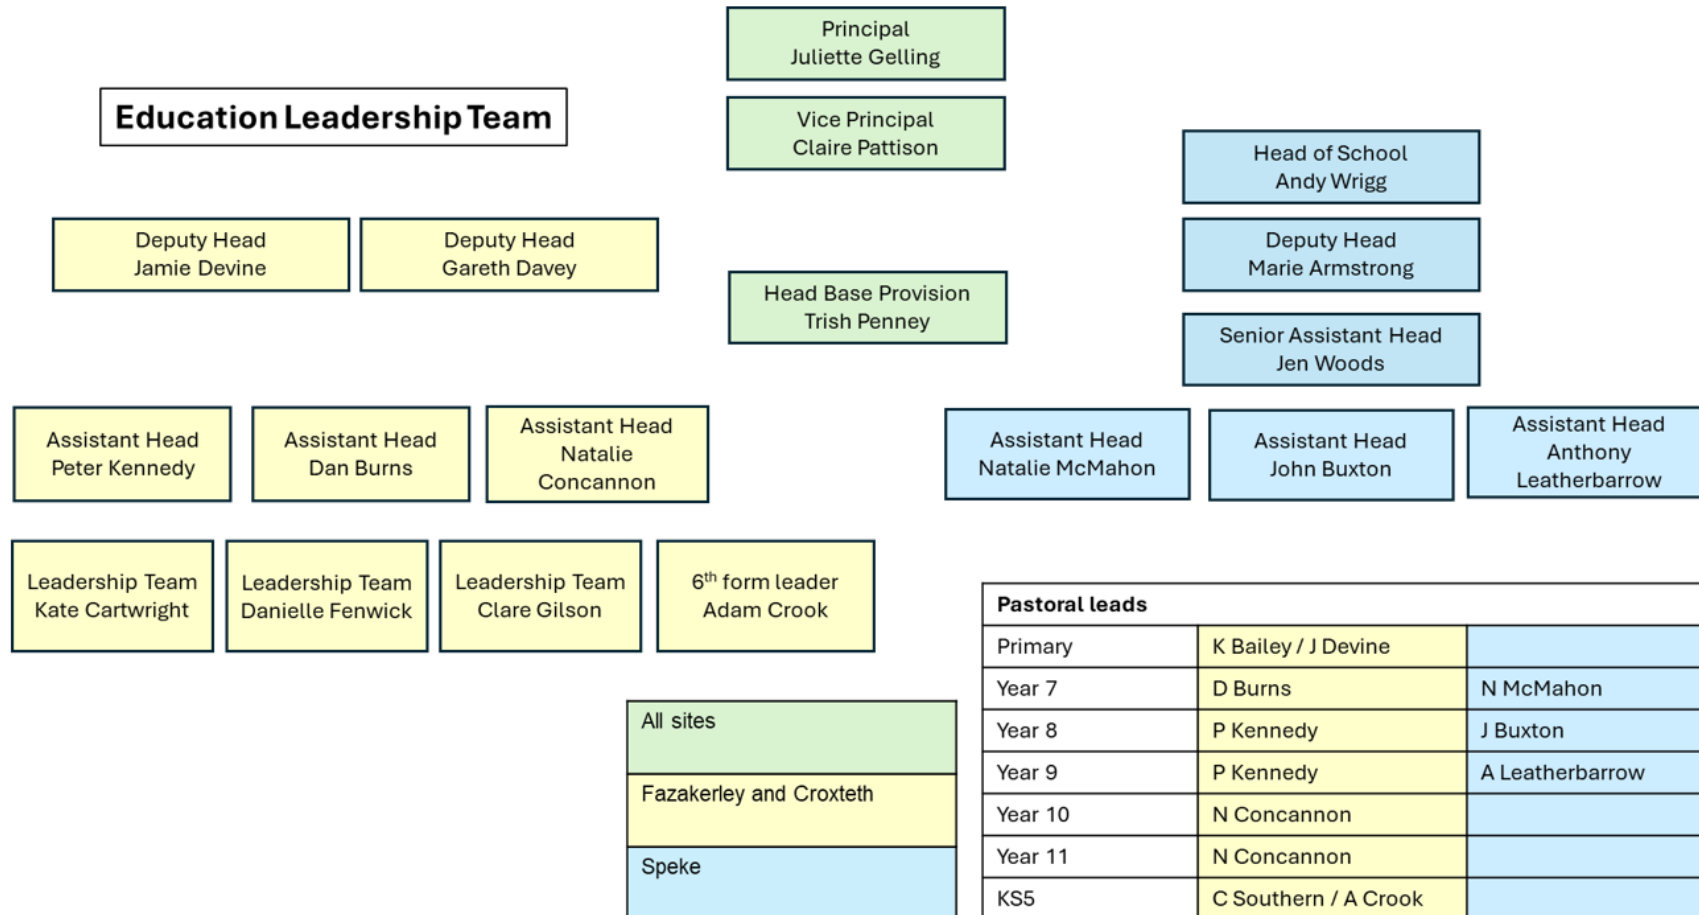 Principal
Juliette Gelling
Education Leadership Team
Vice Principal
Claire Pattison
Head of School
Andy Wrigg
Deputy Head
Jamie Devine
Deputy Head
Gareth Davey
Deputy Head
Marie Armstrong
Head Base Provision
Trish Penney
Senior Assistant Head
Jen Woods
Assistant Head
Peter Kennedy
Assistant Head
Dan Burns
Assistant Head
Natalie
Concannon
Assistant Head
Natalie McMahon
Assistant Head
John Buxton
Assistant Head
Anthony
Leatherbarrow
Leadership Team
Kate Cartwright
Leadership Team
Danielle Fenwick
Leadership Team
Clare Gilson
6th form leader
Adam Crook
Pastoral leads
Primary K Bailey / J Devine
Year 7 D Burns N McMahon
Year 8 P Kennedy J Buxton
Year 9 P Kennedy A Leatherbarrow
Year 10 N Concannon
Year 11 N Concannon
KS5 C Southern / A Crook
All sites
Fazakerley and Croxteth
Speke